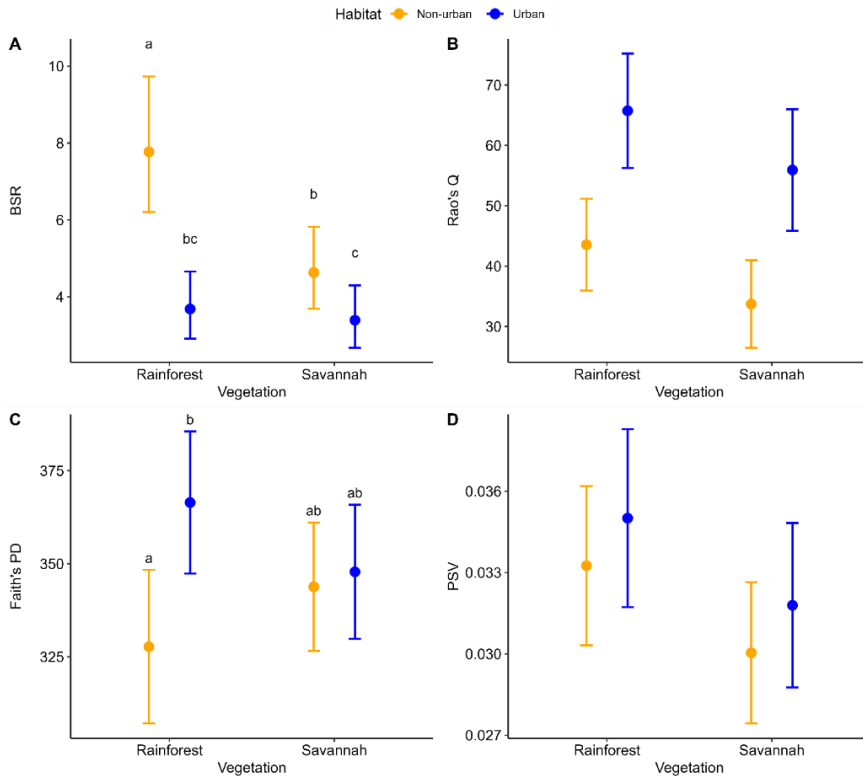 Habitat Non-urban Urban
A
a
10
8
6
4
BSR
b
bc
c
Rainforest Savannah
Vegetation
B
70
60
50
40
30
Rao's Q
Rainforest Savannah
Vegetation
C
b
375
350
325
Faith's PD
a
ab ab
Rainforest Savannah
Vegetation
D
0.036
0.033
0.030
0.027
PSV
Rainforest Savannah
Vegetation